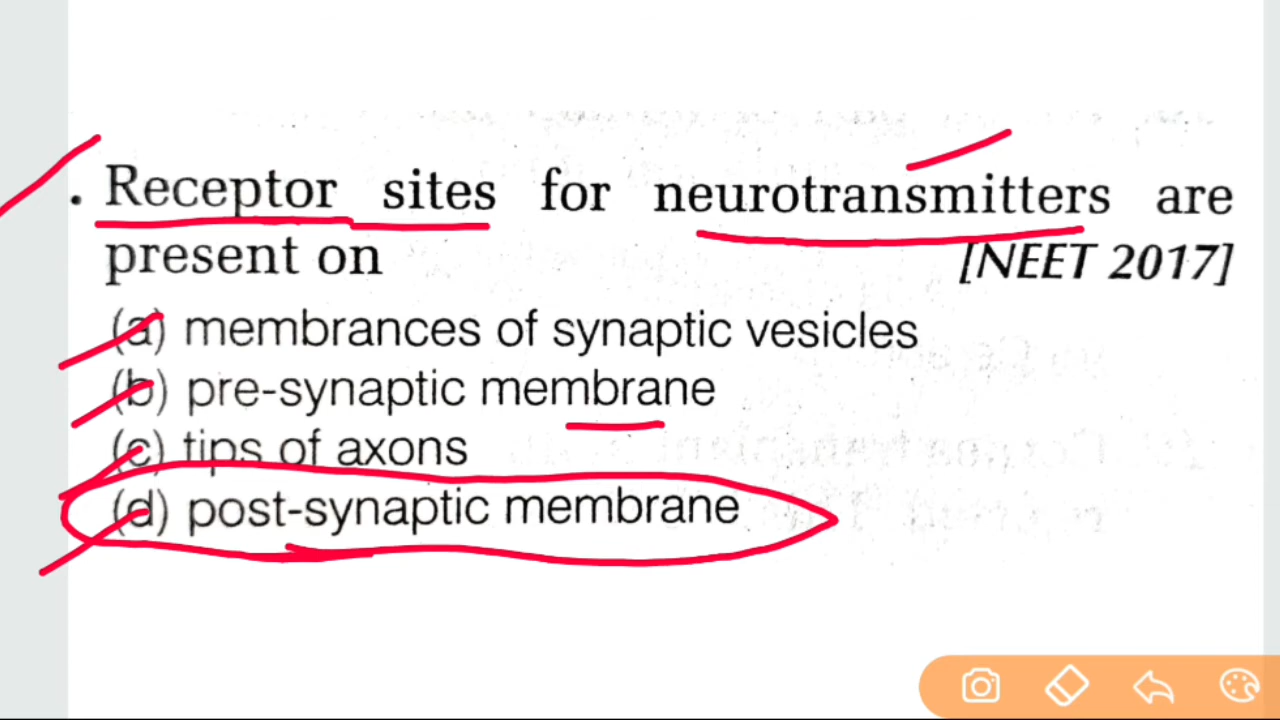 . Receptor sites for neurotransmitters are
present on [NEET 2017]
(a) membrances of synaptic vesicles
(b) pre-synaptic membrane
(c) tips of axons
(d) post-synaptic membrane